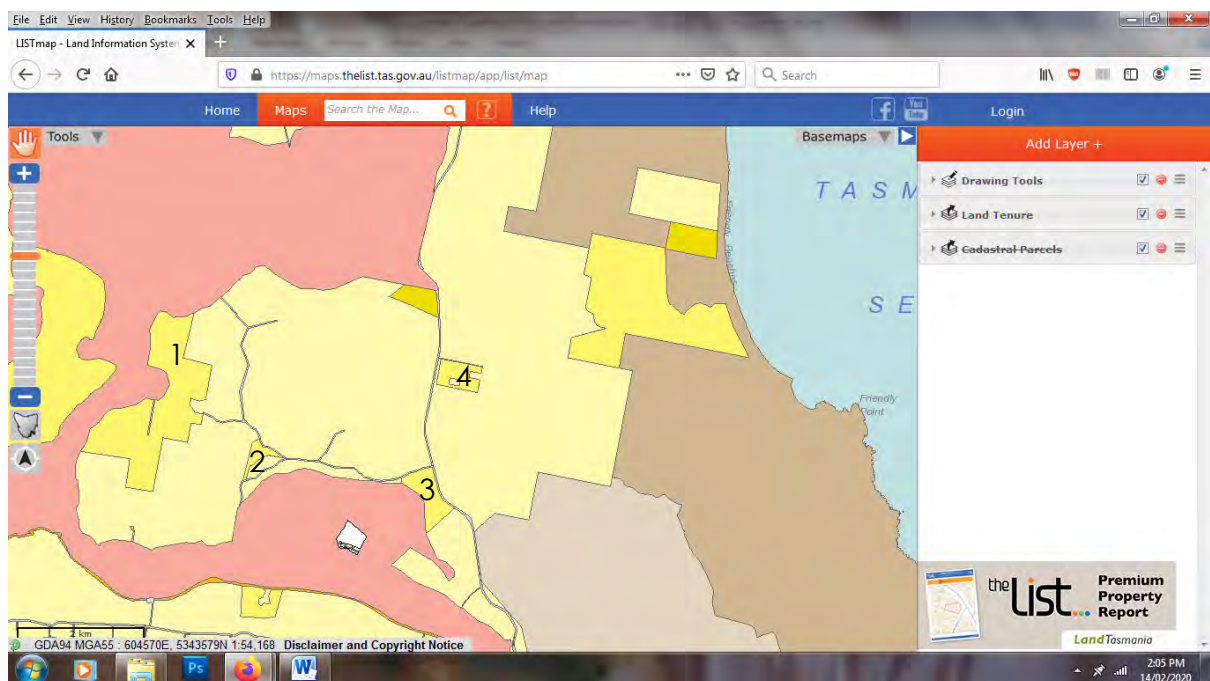 File Edit View History Bookmarks Tools Help
LISTmap - Land Information System
https://maps.thelist.tas.gov.au/listmap/app/list/map
Search
Home Maps Search the Map... ? Help
f You Tube Login
Tools
Basemaps
Add Layer +
Drawing Tools
Land Tenure
Cadastral Parcels
TASM
SE
Friendly
Point
1
2
3
4
2 km
GDA94 MGA55 : 604570E, 5343579N 1:54,168 Disclaimer and Copyright Notice
the LIST... Premium
Property
Report
LandTasmania
Ps
W
2:05 PM
14/02/2020